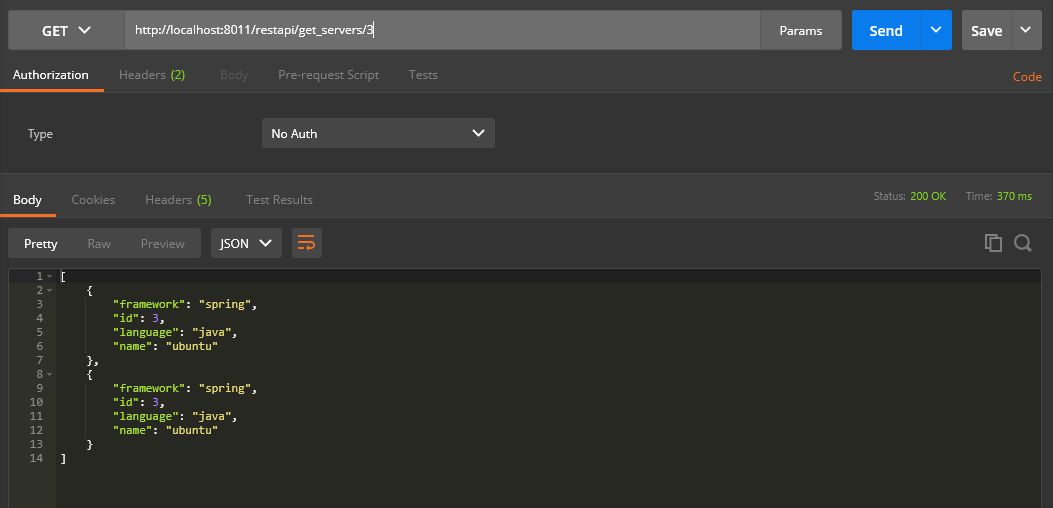 GET http://localhost:8011/restapi/get_servers/3 Params Send Save
Authorization Headers (2) Body Pre-request Script Tests Code
Type No Auth
Body Cookies Headers (5) Test Results Status: 200 OK Time: 370 ms
Pretty Raw Preview JSON
1 [
2 {
3 "framework": "spring",
4 "id": 3,
5 "language": "java",
6 "name": "ubuntu"
7 },
8 {
9 "framework": "spring",
10 "id": 3,
11 "language": "java",
12 "name": "ubuntu"
13 }
14 ]